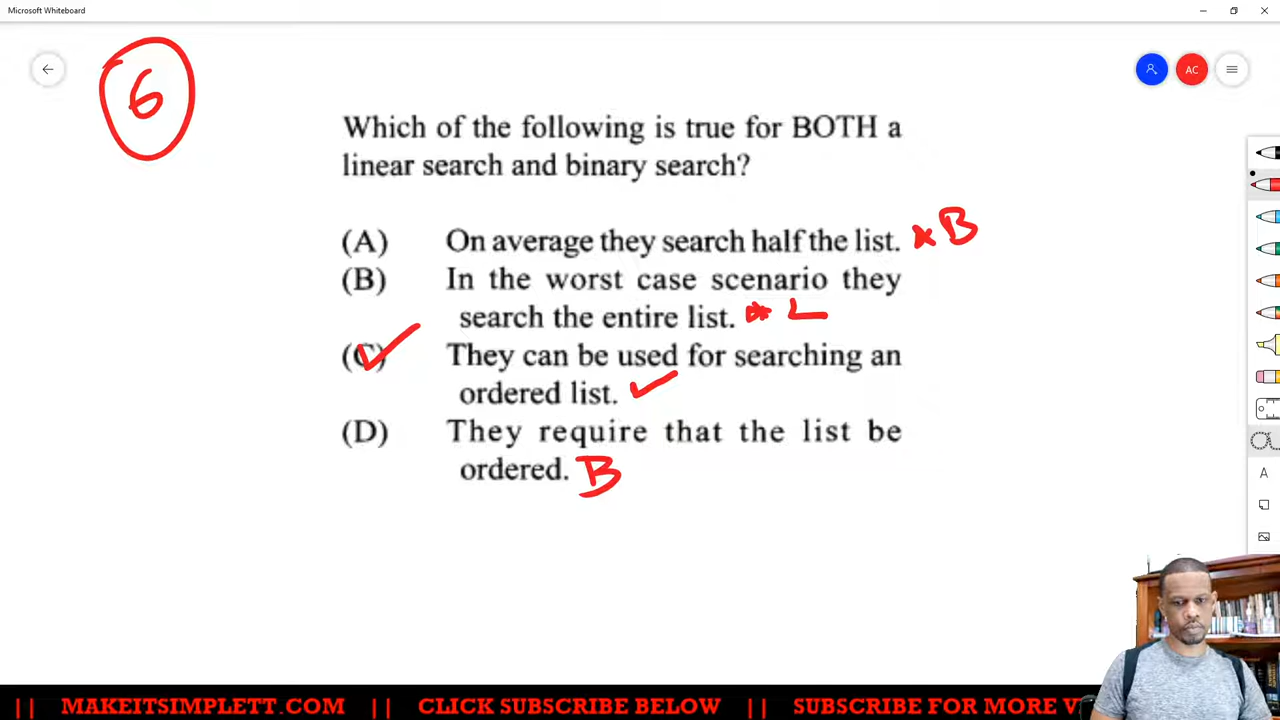 Microsoft Whiteboard
6
AC
Which of the following is true for BOTH a
linear search and binary search?
(A) On average they search half the list. B
(B) In the worst case scenario they
search the entire list. L
(C) They can be used for searching an
ordered list.
(D) They require that the list be
ordered. B
A
|| MAKEITSIMPLETT.COM || CLICK SUBSCRIBE BELOW || SUBSCRIBE FOR MORE V